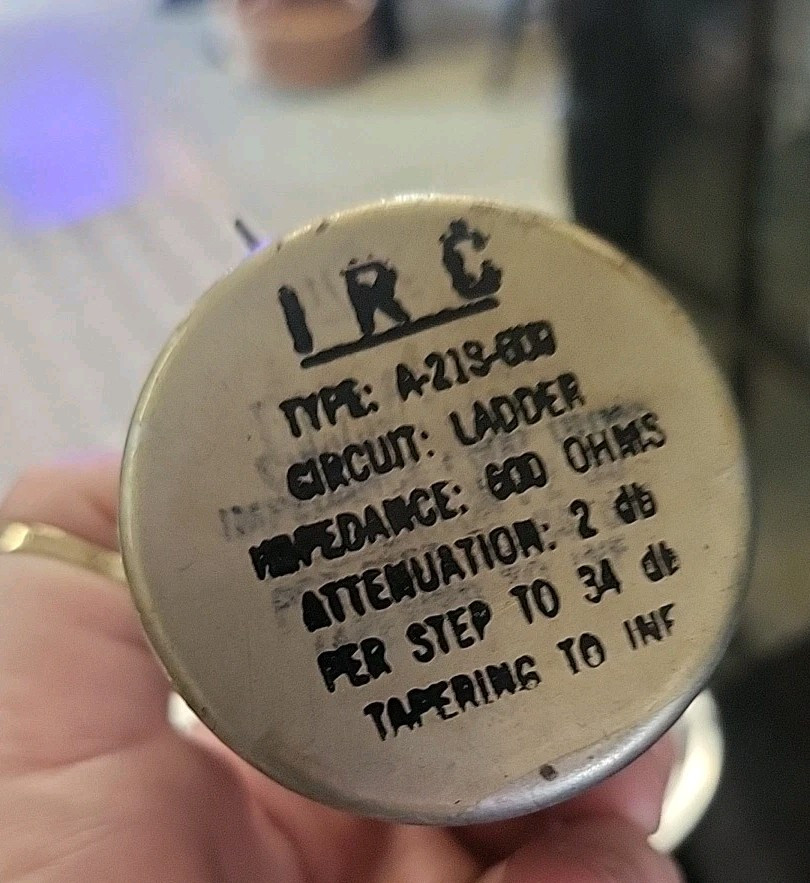 IRC
TYPE: A-219-600
CIRCUIT: LADDER
IMPEDANCE: 600 OHMS
ATTENUATION: 2 db
PER STEP TO 34 db
TAPERING TO INF